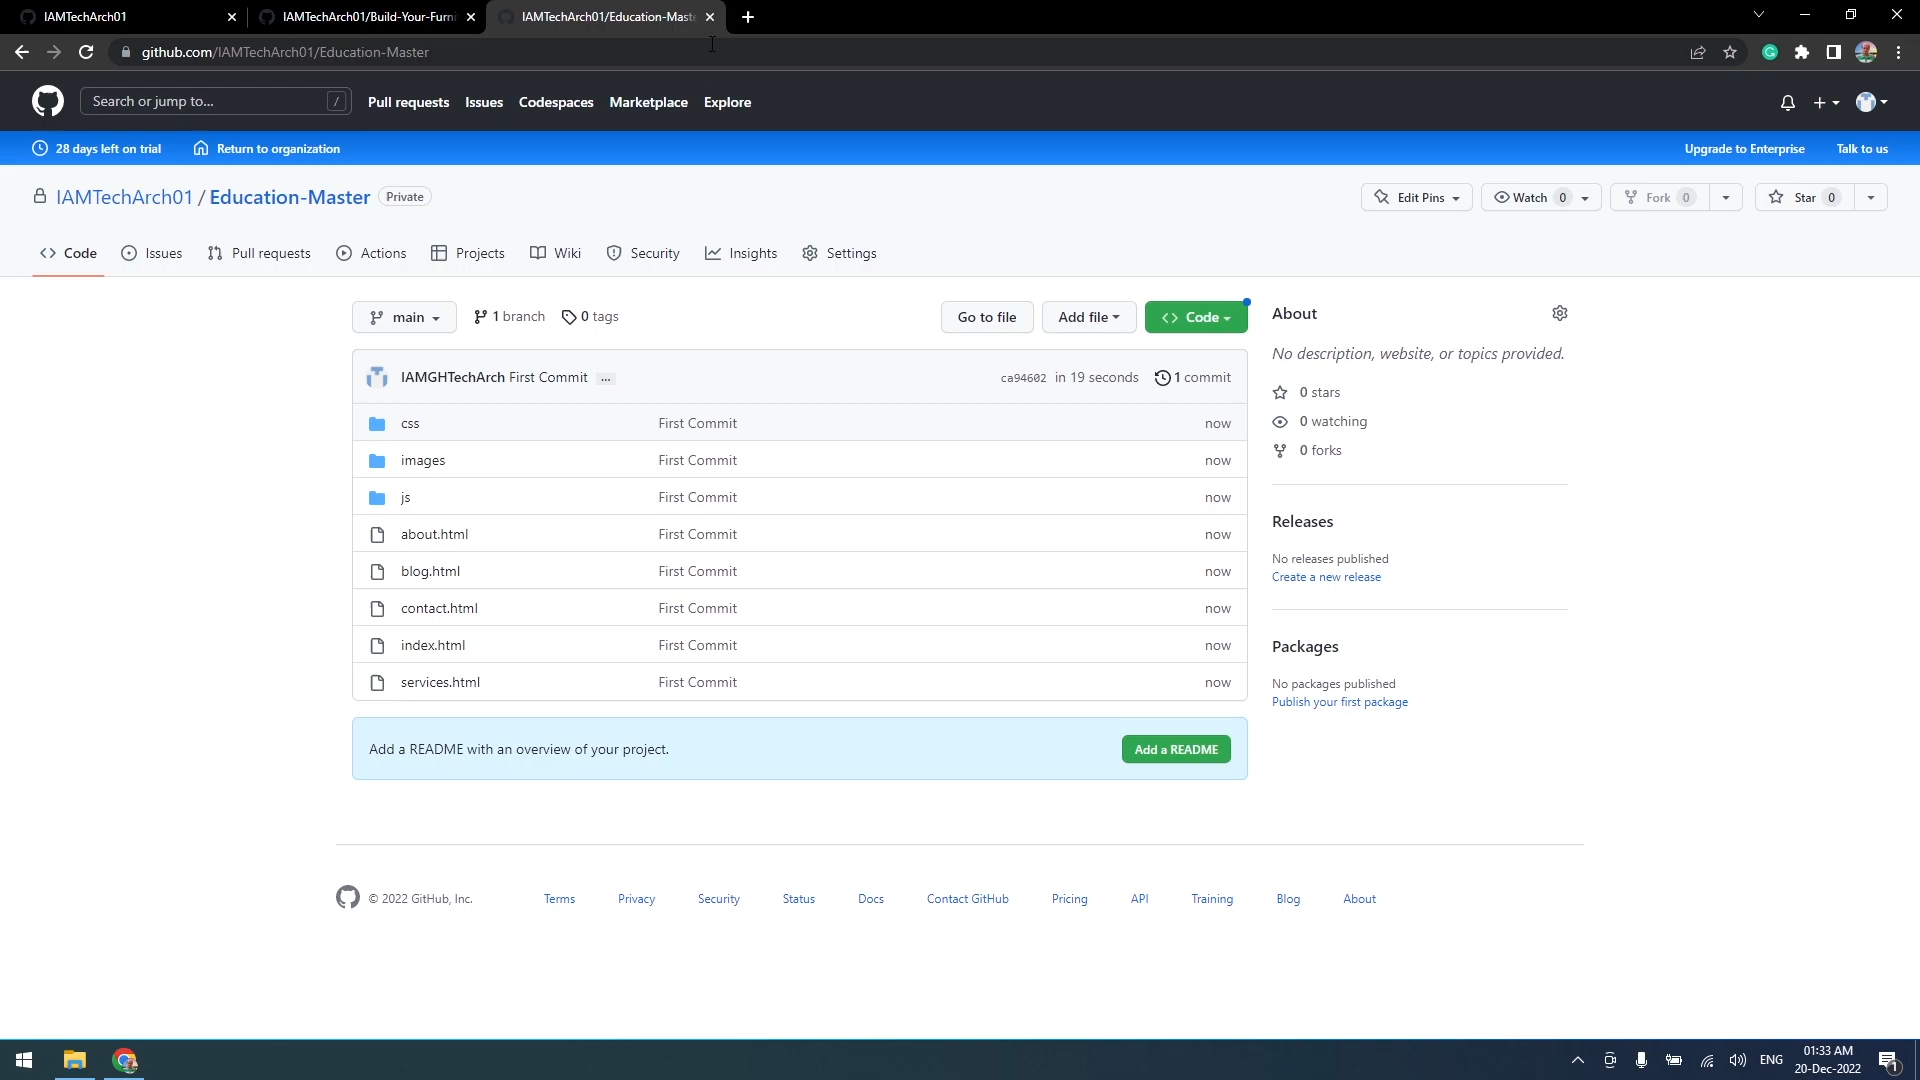 IAMTechArch01
IAMTechArch01/Build-Your-Furni
IAMTechArch01/Education-Maste
github.com/IAMTechArch01/Education-Master
Search or jump to... /
Pull requests Issues Codespaces Marketplace Explore
28 days left on trial Return to organization Upgrade to Enterprise Talk to us
IAMTechArch01 / Education-Master Private
Edit Pins Watch 0 Fork 0 Star 0
Code Issues Pull requests Actions Projects Wiki Security Insights Settings
main 1 branch 0 tags Go to file Add file Code
IAMGHTechArch First Commit ... ca94602 in 19 seconds 1 commit
css First Commit now
images First Commit now
js First Commit now
about.html First Commit now
blog.html First Commit now
contact.html First Commit now
index.html First Commit now
services.html First Commit now
Add a README with an overview of your project. Add a README
About
No description, website, or topics provided.
0 stars
0 watching
0 forks
Releases
No releases published
Create a new release
Packages
No packages published
Publish your first package
© 2022 GitHub, Inc. Terms Privacy Security Status Docs Contact GitHub Pricing API Training Blog About
ENG
01:33 AM
20-Dec-2022
1